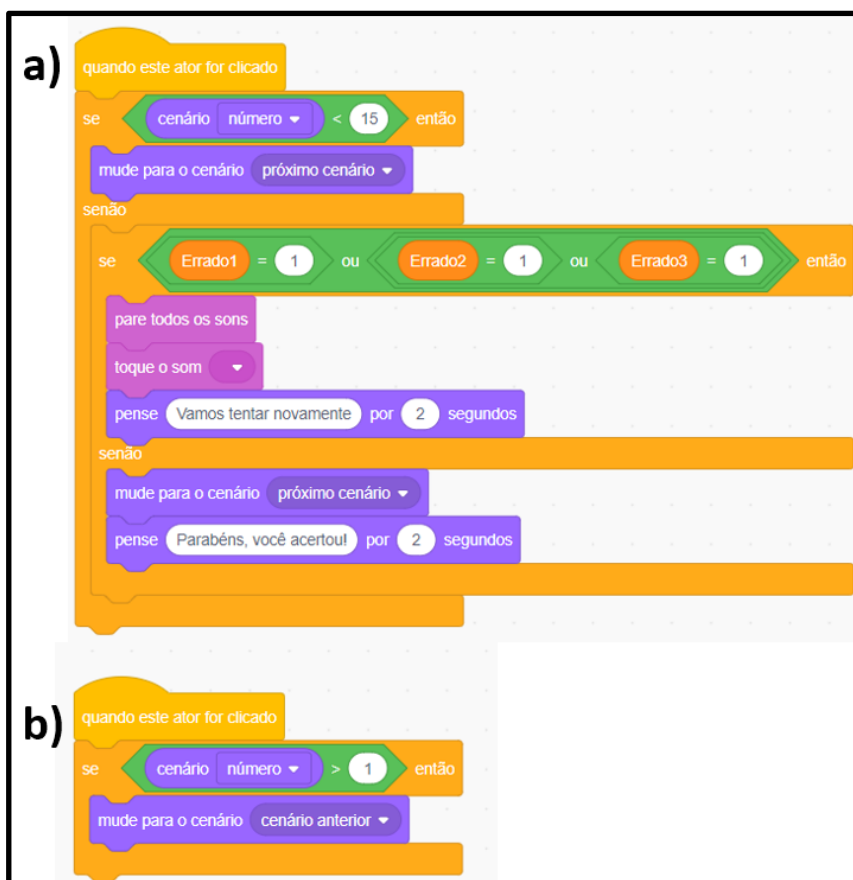 a)
quando este ator for clicado
se cenário número < 15 então
mude para o cenário próximo cenário
senão
se Errado1 = 1 ou Errado2 = 1 ou Errado3 = 1 então
pare todos os sons
toque o som
pense Vamos tentar novamente por 2 segundos
senão
mude para o cenário próximo cenário
pense Parabéns, você acertou! por 2 segundos
b)
quando este ator for clicado
se cenário número > 1 então
mude para o cenário cenário anterior